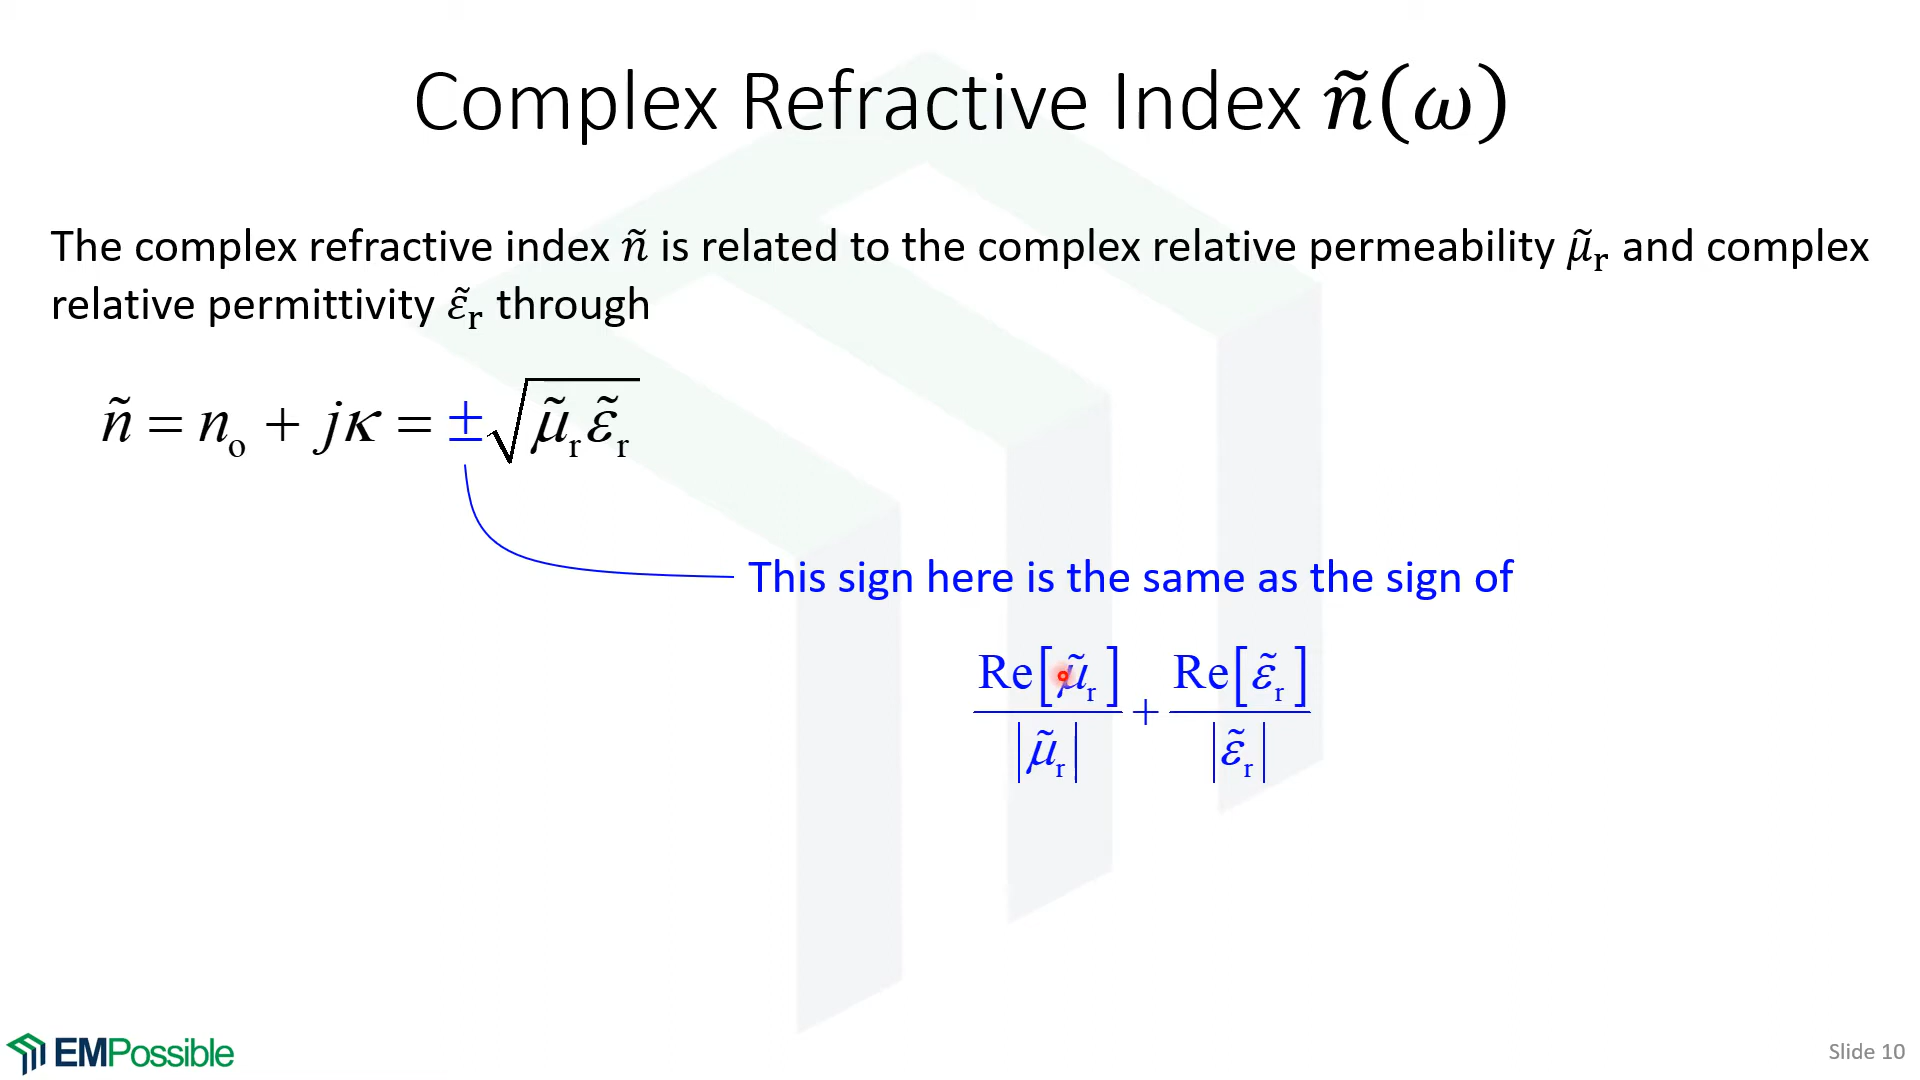 Complex Refractive Index ñ(ω)
The complex refractive index ñ is related to the complex relative permeability μ̃r and complex
relative permittivity ε̃r through
ñ = no + jκ = ±√μ̃rε̃r
This sign here is the same as the sign of
Re[μ̃r]/|μ̃r| + Re[ε̃r]/|ε̃r|
EMPossible
Slide 10